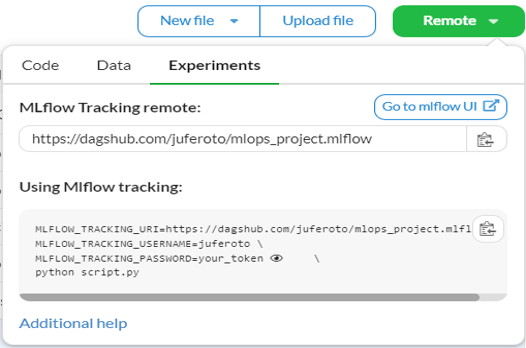 New file
Upload file
Remote
Code
Data
Experiments
MLflow Tracking remote:
Go to mlflow UI
https://dagshub.com/juferoto/mlops_project.mlflow
Using Mlflow tracking:
MLFLOW_TRACKING_URI=https://dagshub.com/juferoto/mlops_project.mlfl
MLFLOW_TRACKING_USERNAME=juferoto \
MLFLOW_TRACKING_PASSWORD=your_token \
python script.py
Additional help